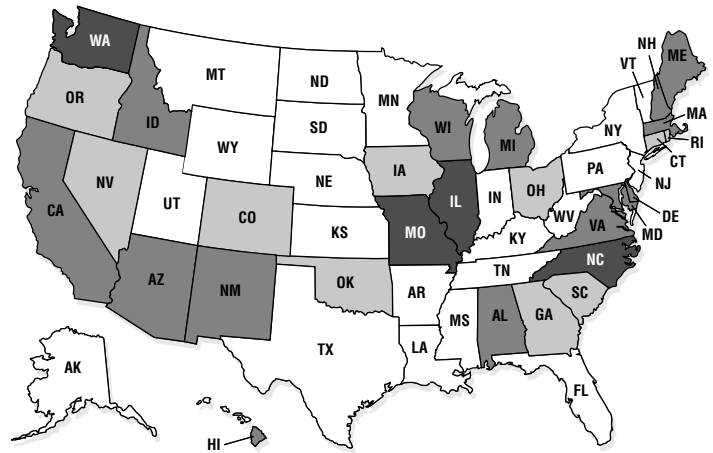 WA
MT
ND
MN
VT
NH
ME
OR
ID
SD
WI
MI
NY
MA
RI
CT
WY
IA
PA
NJ
NV
NE
OH
CA
UT
CO
IL
IN
WV
DE
MD
KS
MO
KY
VA
AZ
NM
OK
AR
TN
NC
SC
TX
MS
AL
GA
LA
AK
FL
HI